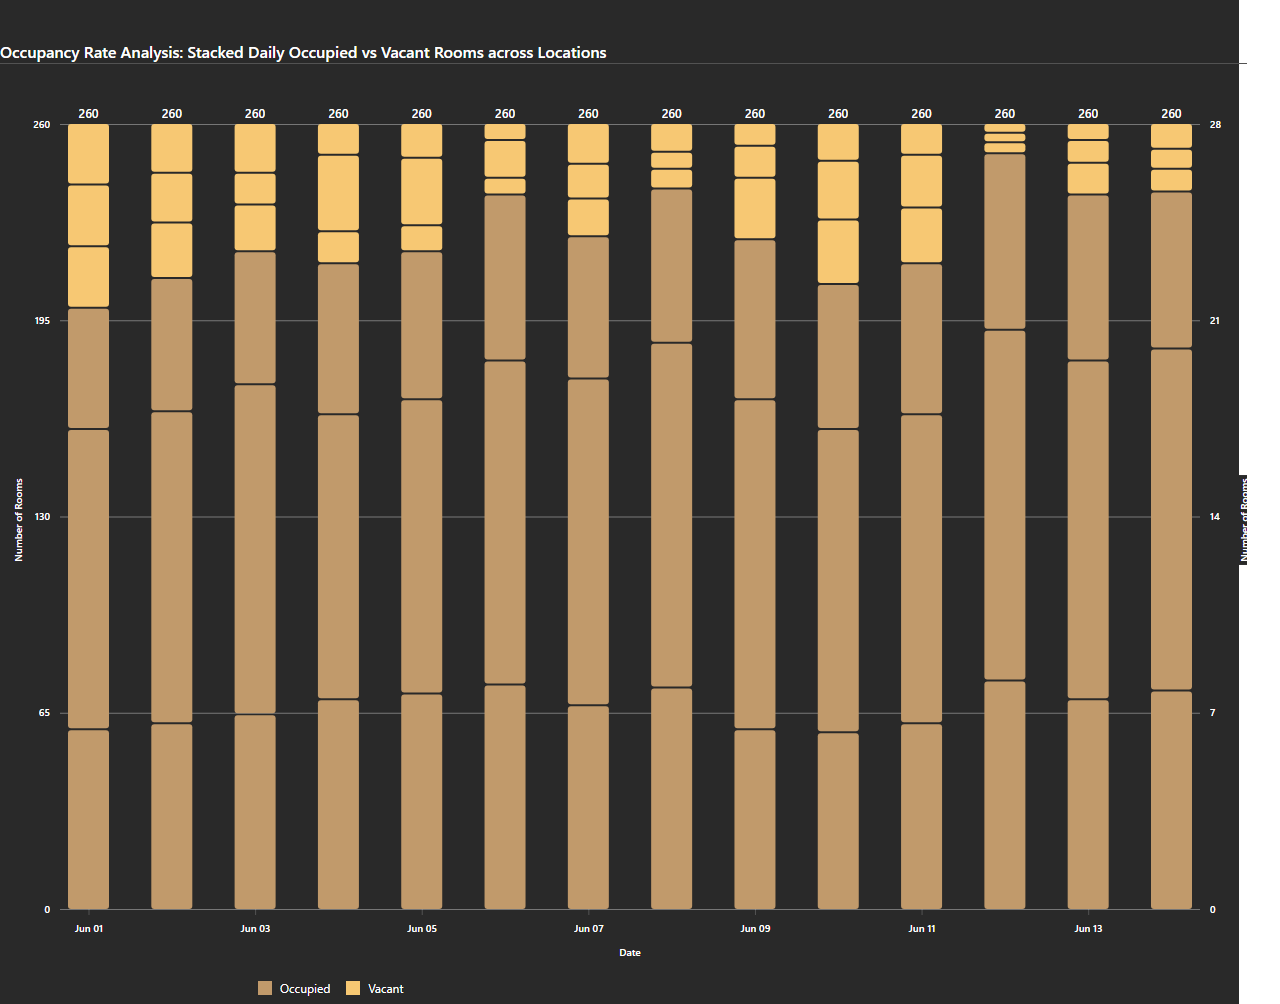 Occupancy Rate Analysis: Stacked Daily Occupied vs Vacant Rooms across Locations
260 260 260 260 260 260 260 260 260 260 260 260 260 260
260 28
195 21
130 14
65 7
0 0
Number of Rooms
Number of Rooms
Jun 01 Jun 03 Jun 05 Jun 07 Jun 09 Jun 11 Jun 13
Date
Occupied Vacant